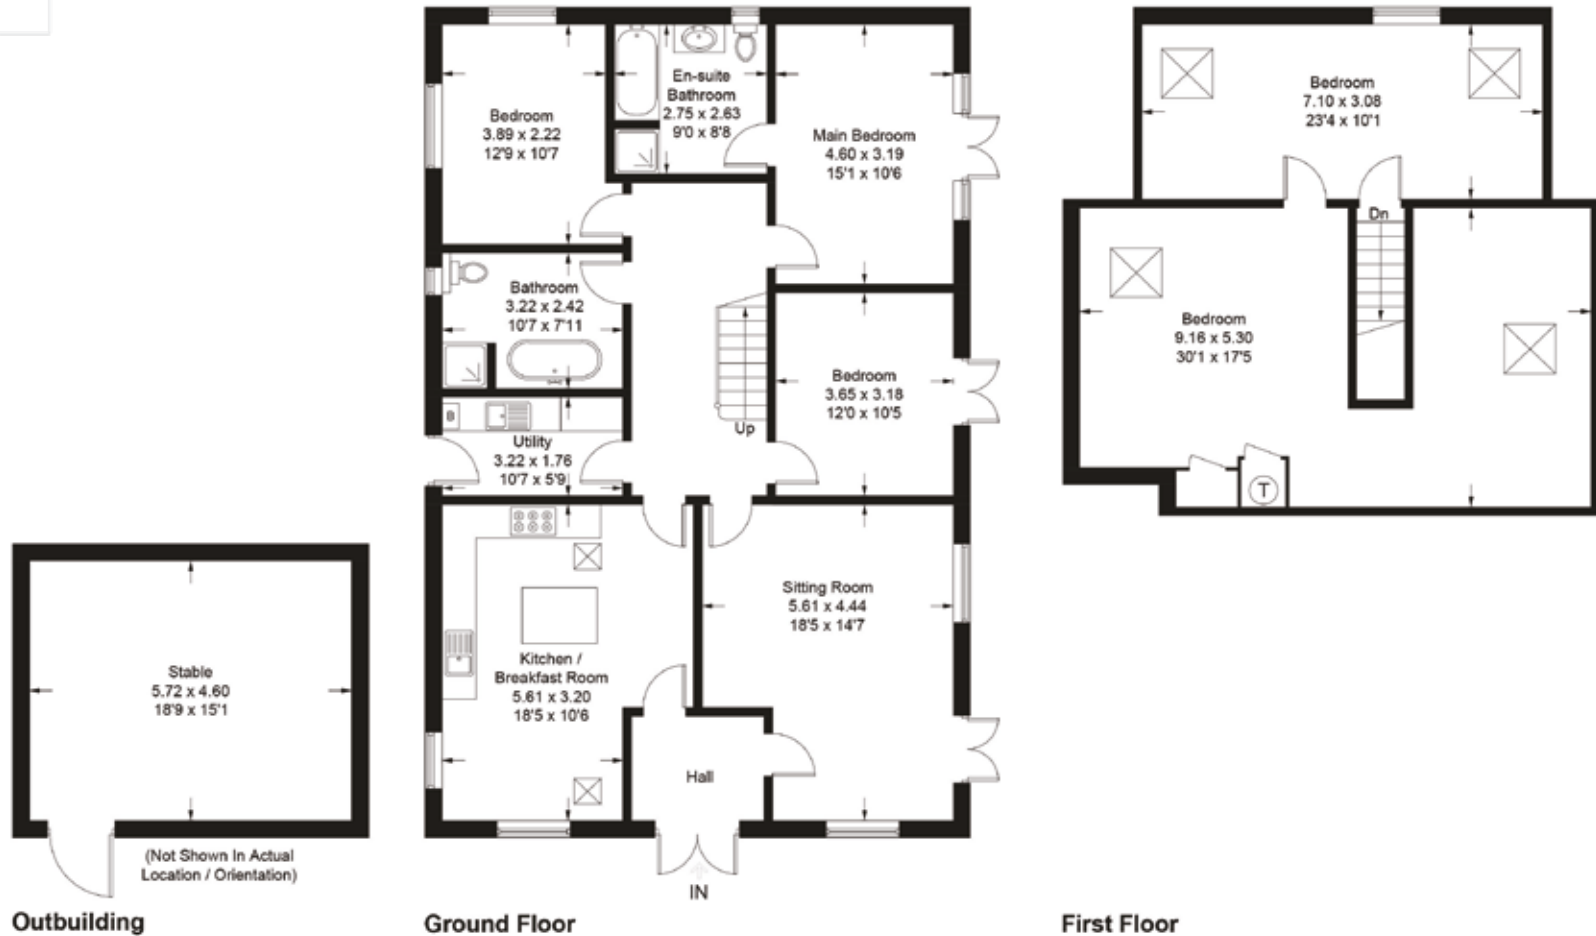 Bedroom
3.89 x 2.22
12'9 x 10'7
En-suite
Bathroom
2.75 x 2.63
9'0 x 8'8
Main Bedroom
4.60 x 3.19
15'1 x 10'6
Bathroom
3.22 x 2.42
10'7 x 7'11
Bedroom
3.65 x 3.18
12'0 x 10'5
Up
B
Utility
3.22 x 1.76
10'7 x 5'9
Sitting Room
5.61 x 4.44
18'5 x 14'7
Kitchen /
Breakfast Room
5.61 x 3.20
18'5 x 10'6
Hall
IN
Stable
5.72 x 4.60
18'9 x 15'1
(Not Shown In Actual
Location / Orientation)
Bedroom
7.10 x 3.08
23'4 x 10'1
Dn
Bedroom
9.16 x 5.30
30'1 x 17'5
T
Outbuilding
Ground Floor
First Floor